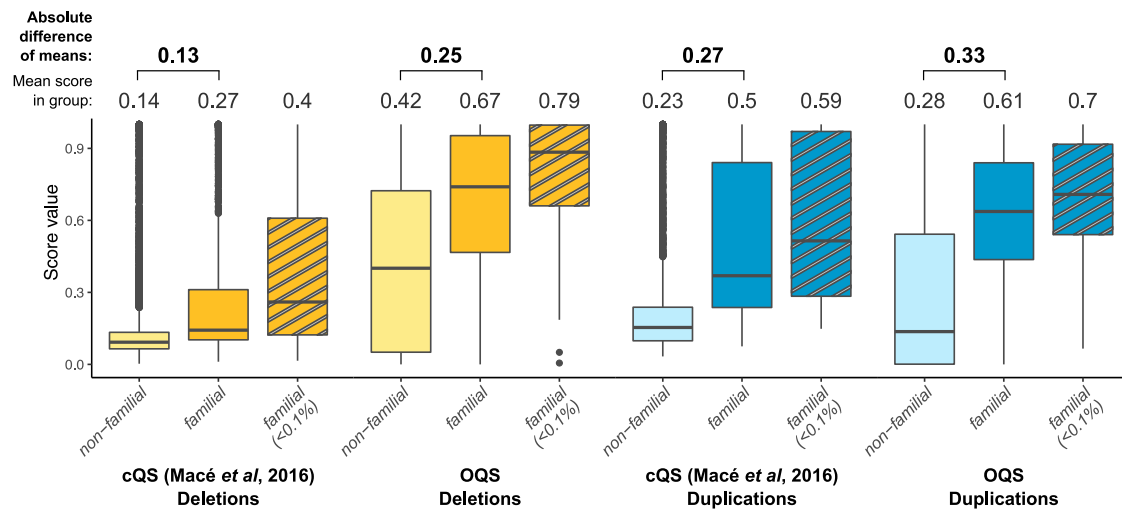 Absolute
difference
of means:
0.13
0.25
0.27
0.33
Mean score
in group:
0.14
0.27
0.4
0.42
0.67
0.79
0.23
0.5
0.59
0.28
0.61
0.7
Score value
0.9
0.6
0.3
0.0
non−familial
familial
familial
(<0.1%)
non−familial
familial
familial
(<0.1%)
non−familial
familial
familial
(<0.1%)
non−familial
familial
familial
(<0.1%)
cQS (Macé et al, 2016)
Deletions
OQS
Deletions
cQS (Macé et al, 2016)
Duplications
OQS
Duplications